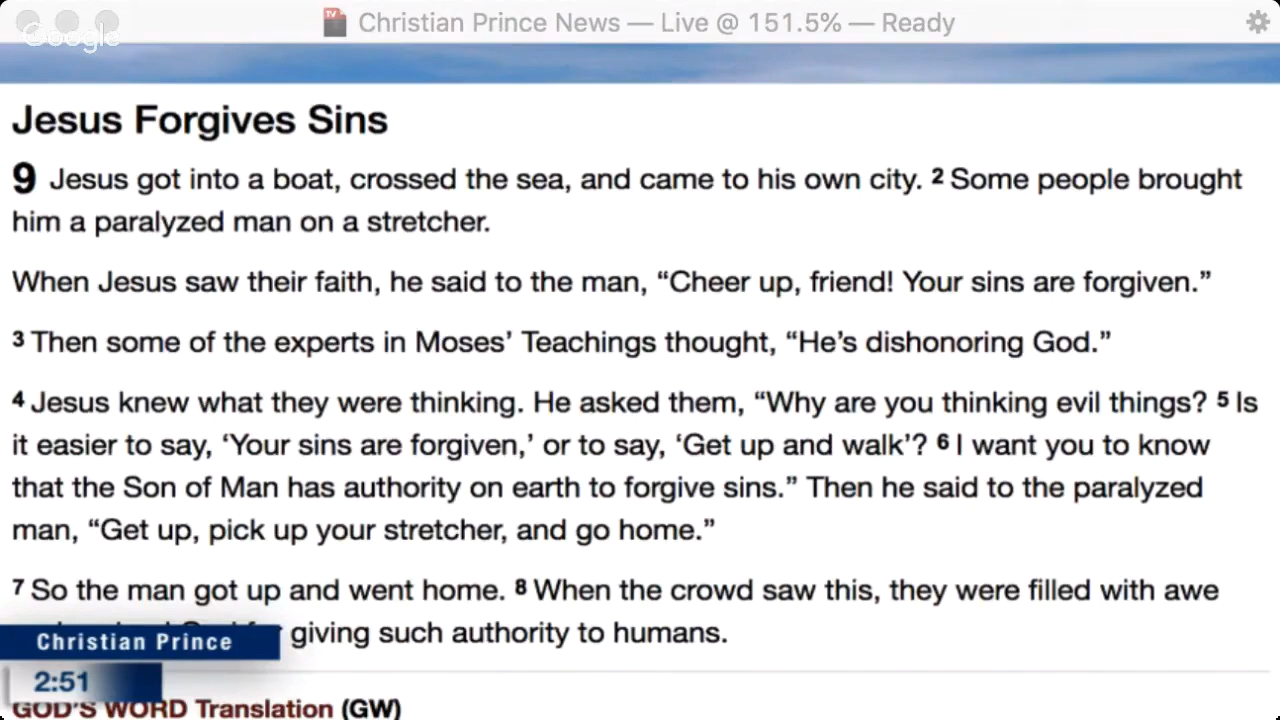 Christian Prince News — Live @ 151.5% — Ready
Google
Jesus Forgives Sins
9 Jesus got into a boat, crossed the sea, and came to his own city. 2 Some people brought
him a paralyzed man on a stretcher.
When Jesus saw their faith, he said to the man, “Cheer up, friend! Your sins are forgiven.”
3 Then some of the experts in Moses’ Teachings thought, “He’s dishonoring God.”
4 Jesus knew what they were thinking. He asked them, “Why are you thinking evil things? 5 Is
it easier to say, ‘Your sins are forgiven,’ or to say, ‘Get up and walk’? 6 I want you to know
that the Son of Man has authority on earth to forgive sins.” Then he said to the paralyzed
man, “Get up, pick up your stretcher, and go home.”
7 So the man got up and went home. 8 When the crowd saw this, they were filled with awe
giving such authority to humans.
Christian Prince
2:51
GOD’S WORD Translation (GW)